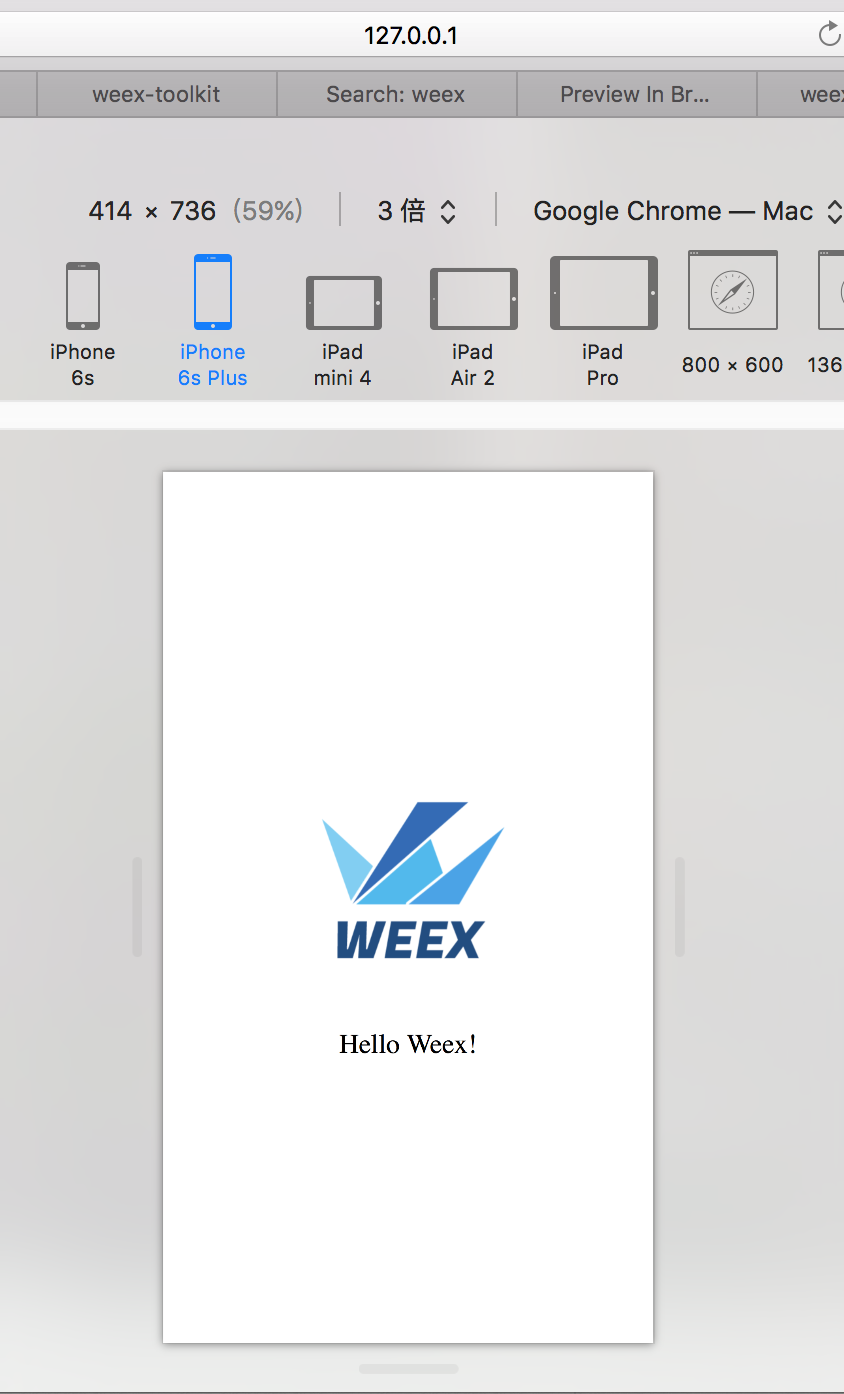 127.0.0.1
weex-toolkit
Search: weex
Preview In Br...
weex
414 × 736 (59%)
3 倍
Google Chrome — Mac
iPhone
6s
iPhone
6s Plus
iPad
mini 4
iPad
Air 2
iPad
Pro
800 × 600
136
WEEX
Hello Weex!